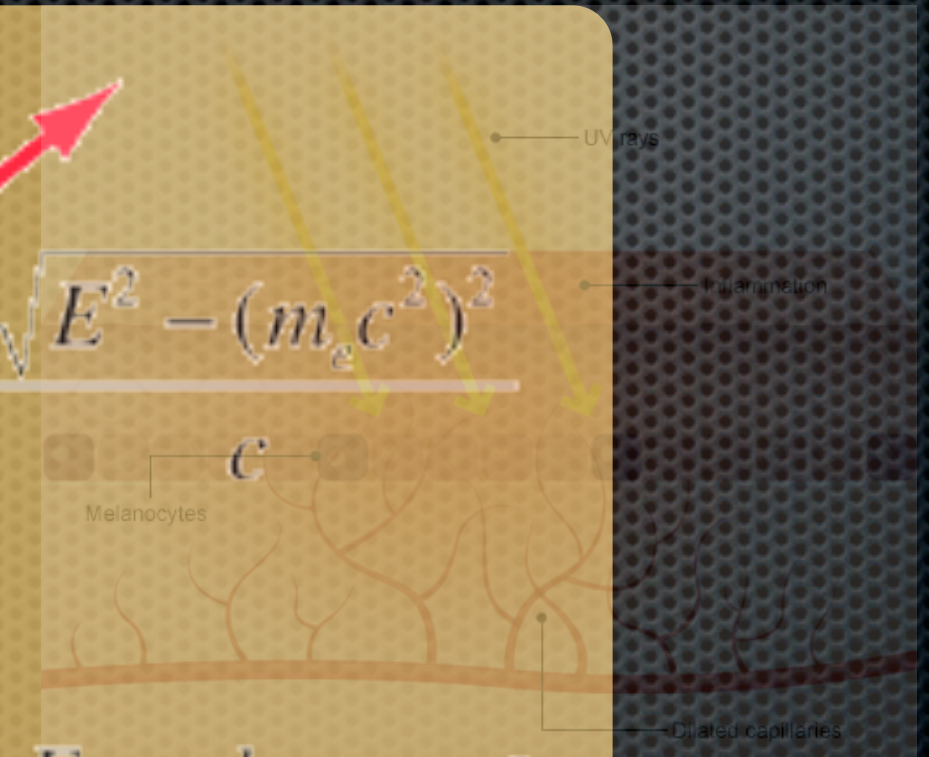 UV rays
Inflammation
√E² − (mₑc²)²
c
Melanocytes
Dilated capillaries